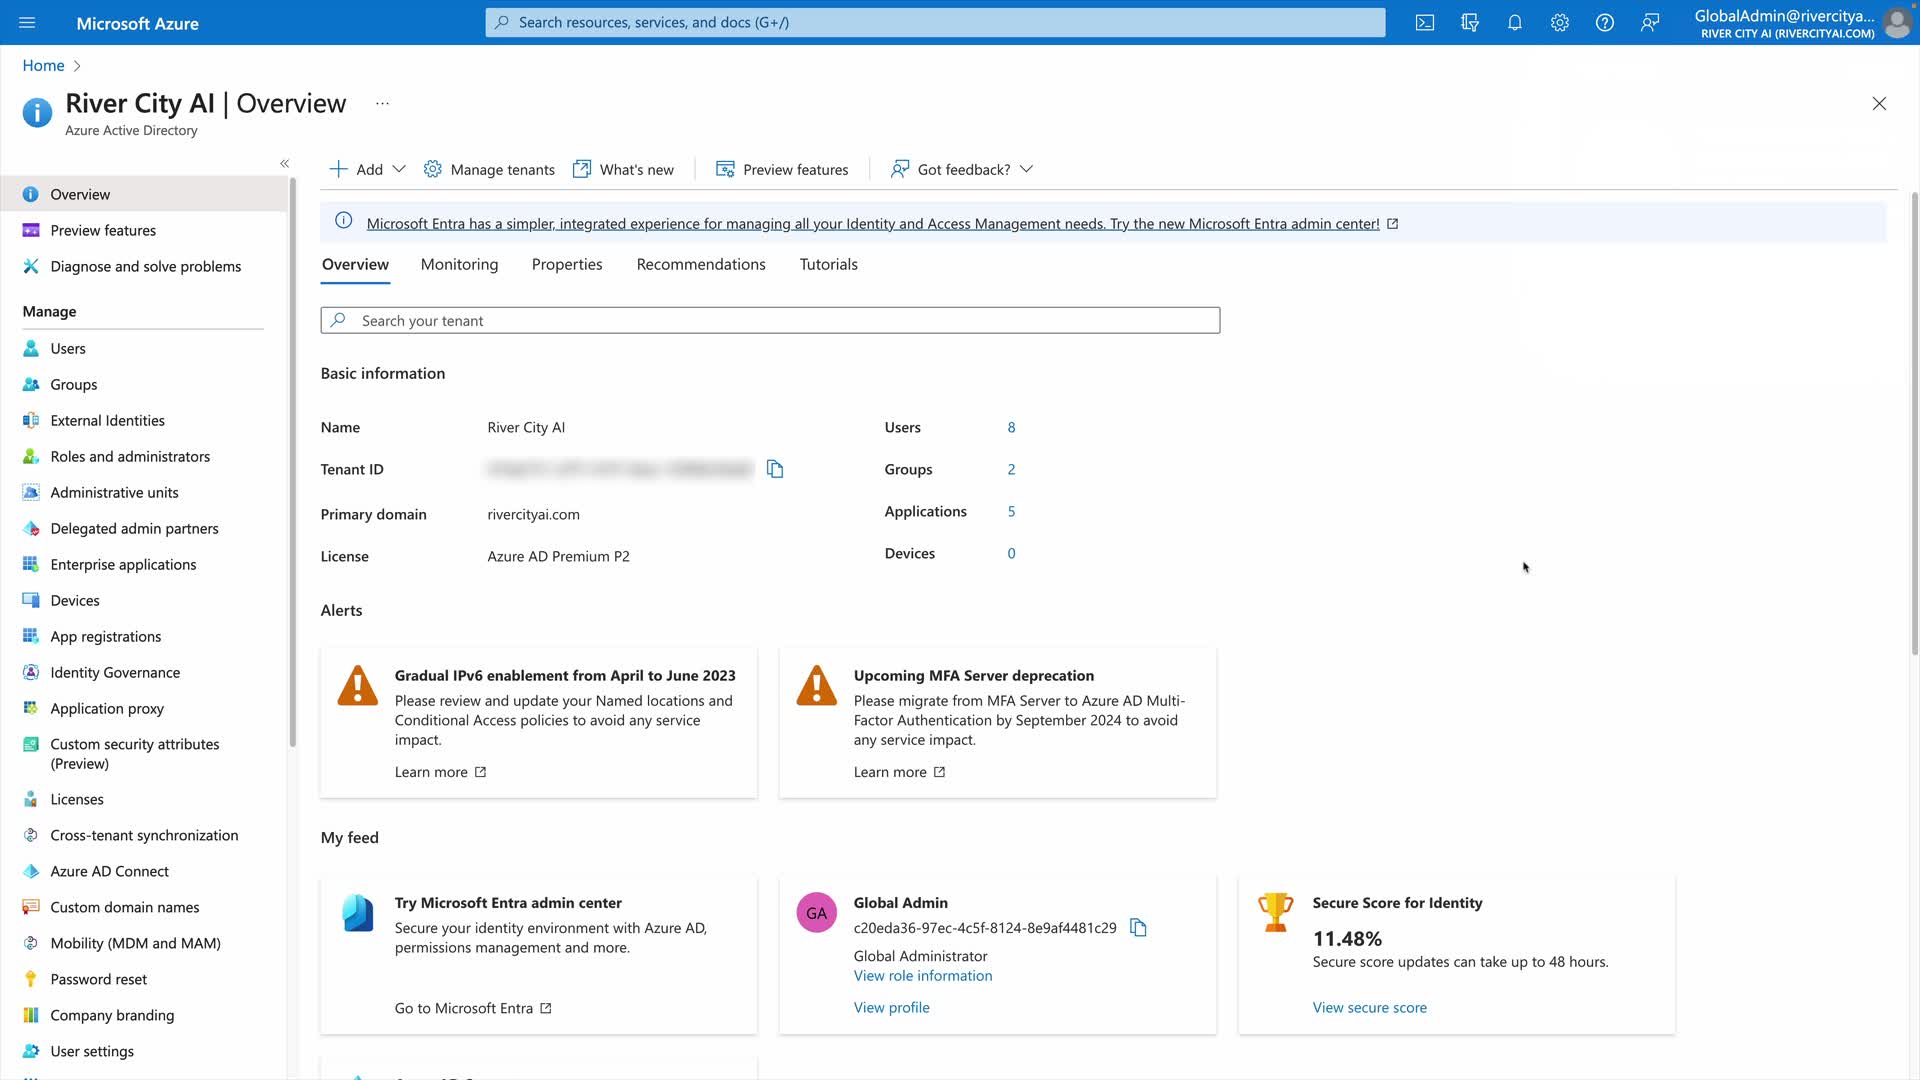 Microsoft Azure
Search resources, services, and docs (G+/)
GlobalAdmin@rivercitya...
RIVER CITY AI (RIVERCITYAI.COM)
Home
River City AI | Overview ...
Azure Active Directory
Add
Manage tenants
What's new
Preview features
Got feedback?
Overview
Preview features
Diagnose and solve problems
Manage
Users
Groups
External Identities
Roles and administrators
Administrative units
Delegated admin partners
Enterprise applications
Devices
App registrations
Identity Governance
Application proxy
Custom security attributes
(Preview)
Licenses
Cross-tenant synchronization
Azure AD Connect
Custom domain names
Mobility (MDM and MAM)
Password reset
Company branding
User settings
Microsoft Entra has a simpler, integrated experience for managing all your Identity and Access Management needs. Try the new Microsoft Entra admin center!
Overview
Monitoring
Properties
Recommendations
Tutorials
Search your tenant
Basic information
Name River City AI
Tenant ID
Primary domain rivercityai.com
License Azure AD Premium P2
Users 8
Groups 2
Applications 5
Devices 0
Alerts
Gradual IPv6 enablement from April to June 2023
Please review and update your Named locations and
Conditional Access policies to avoid any service
impact.
Learn more
Upcoming MFA Server deprecation
Please migrate from MFA Server to Azure AD Multi-
Factor Authentication by September 2024 to avoid
any service impact.
Learn more
My feed
Try Microsoft Entra admin center
Secure your identity environment with Azure AD,
permissions management and more.
Go to Microsoft Entra
GA
Global Admin
c20eda36-97ec-4c5f-8124-8e9af4481c29
Global Administrator
View role information
View profile
Secure Score for Identity
11.48%
Secure score updates can take up to 48 hours.
View secure score